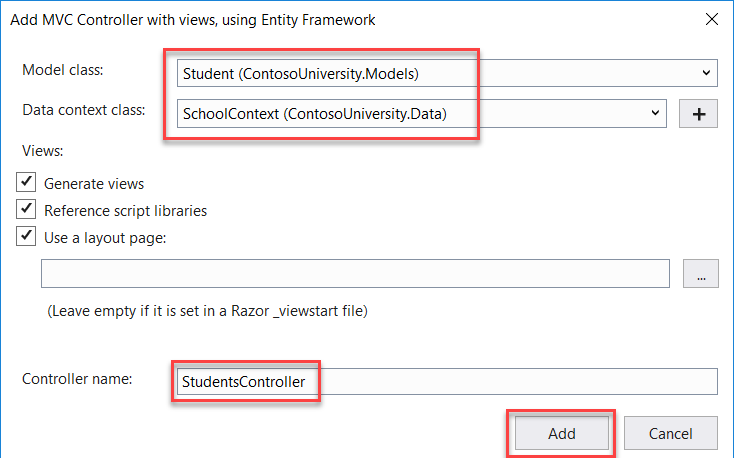 Add MVC Controller with views, using Entity Framework
Model class:
Student (ContosoUniversity.Models)
Data context class:
SchoolContext (ContosoUniversity.Data)
+
Views:
Generate views
Reference script libraries
Use a layout page:
...
(Leave empty if it is set in a Razor _viewstart file)
Controller name:
StudentsController
Add
Cancel